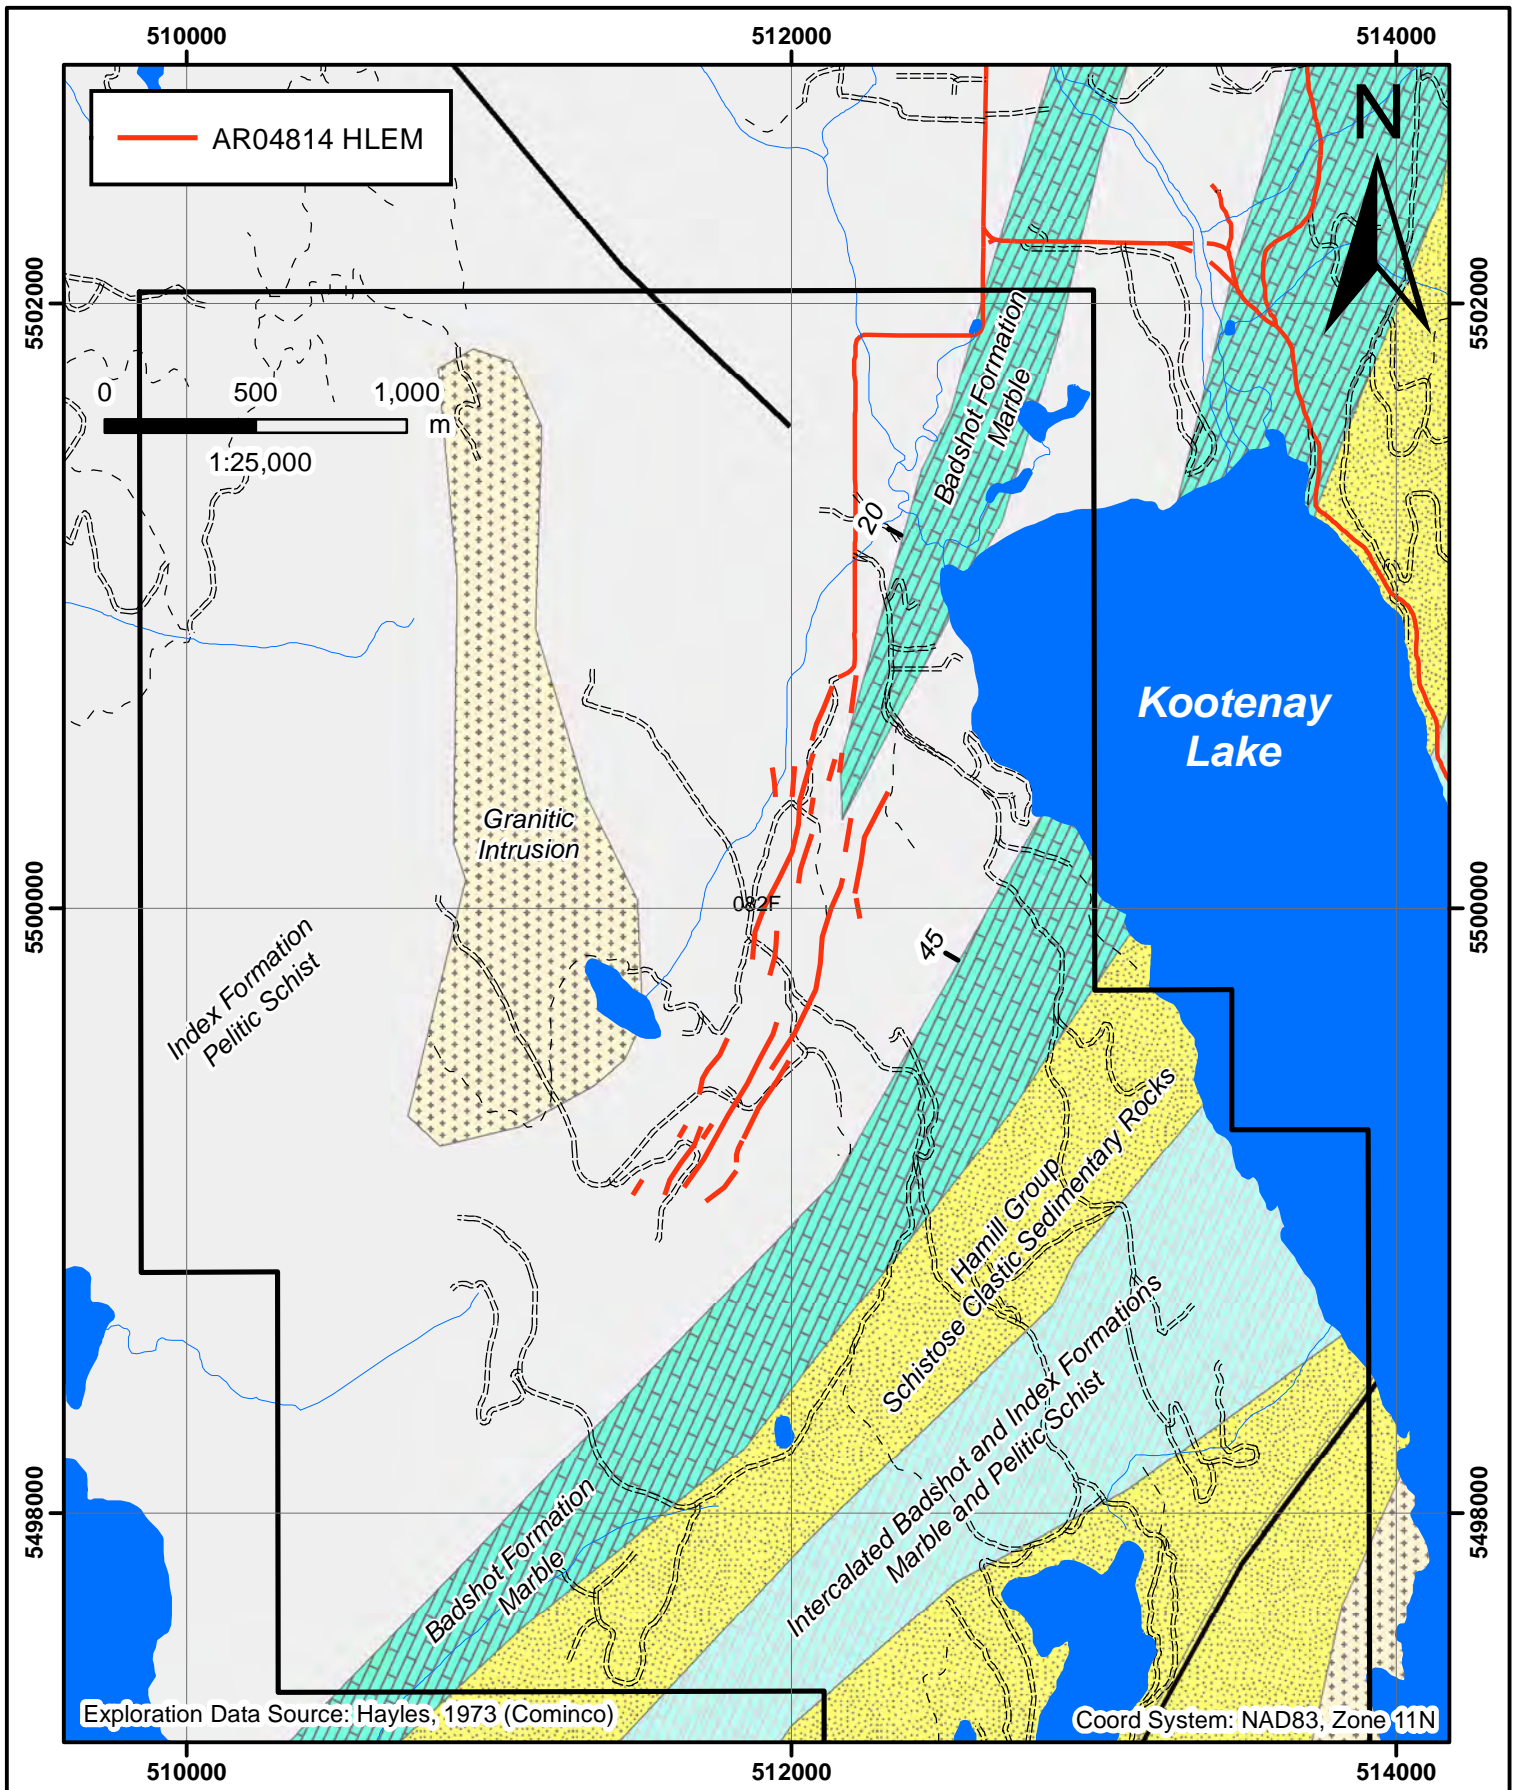 510000
512000
514000
AR04814 HLEM
N
5502000
5502000
0 500 1,000
m
1:25,000
Badshot Formation
Marble
20
Kootenay
Lake
Granitic
Intrusion
082F
5500000
5500000
45
Index Formation
Pelitic Schist
Hamill Group
Schistose Clastic Sedimentary Rocks
Intercalated Badshot and Index Formations
Marble and Pelitic Schist
5498000
5498000
Badshot Formation
Marble
Exploration Data Source: Hayles, 1973 (Cominco)
Coord System: NAD83, Zone 11N
510000
512000
514000